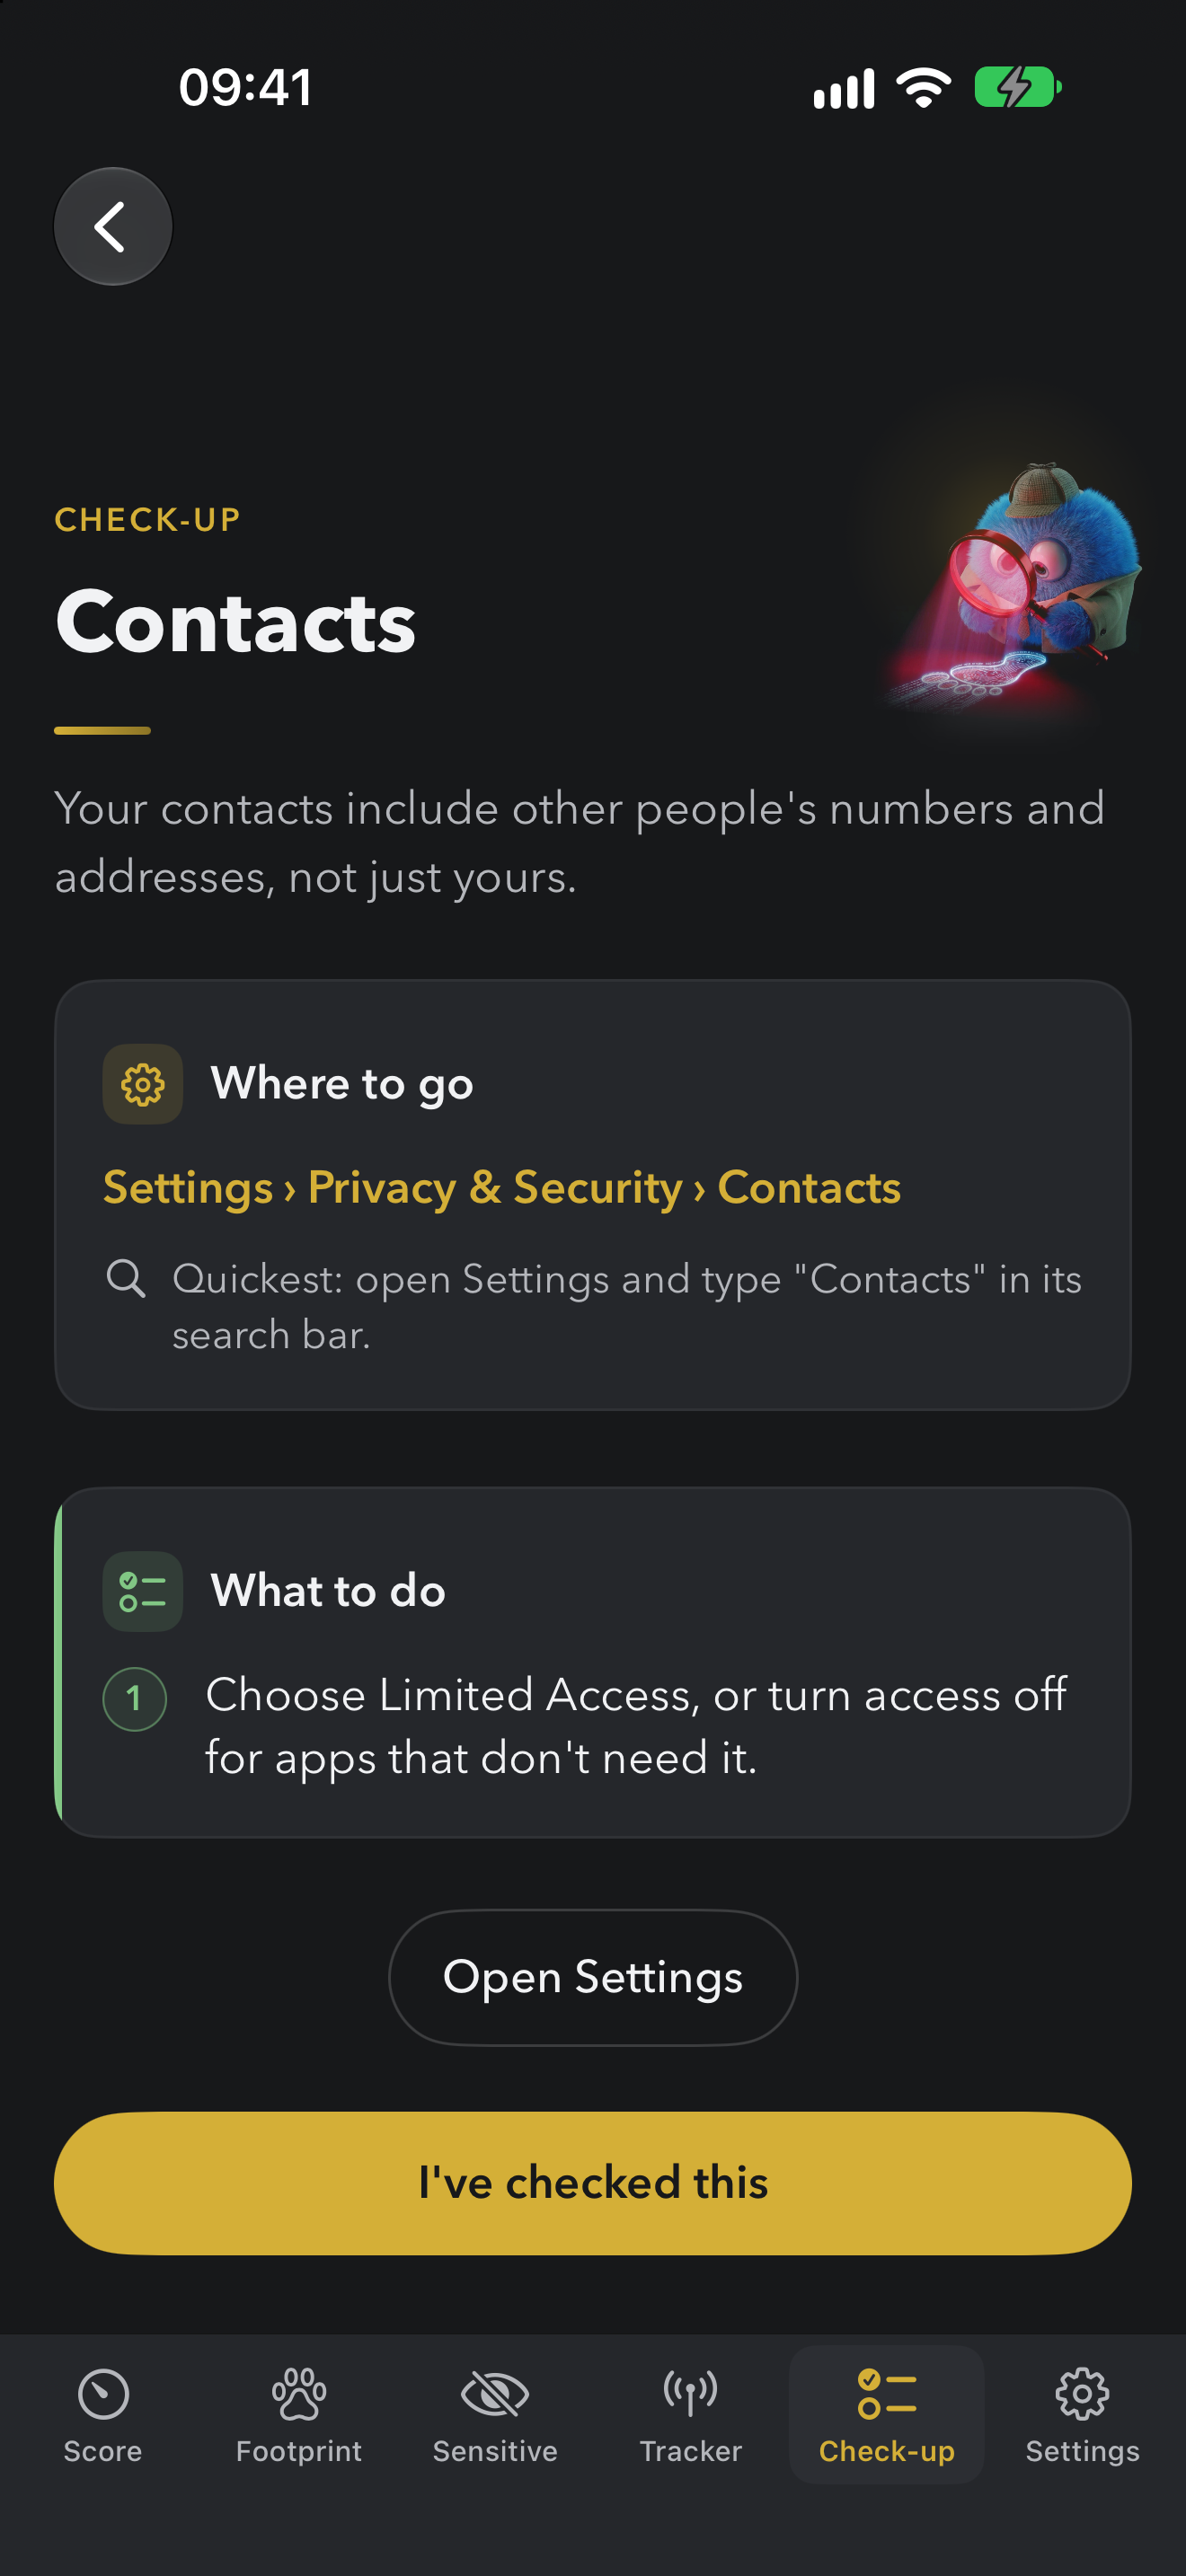 09:41
CHECK-UP
Contacts
Your contacts include other people's numbers and
addresses, not just yours.
Where to go
Settings › Privacy & Security › Contacts
Quickest: open Settings and type "Contacts" in its
search bar.
What to do
1 Choose Limited Access, or turn access off
for apps that don't need it.
Open Settings
I've checked this
Score Footprint Sensitive Tracker Check-up Settings